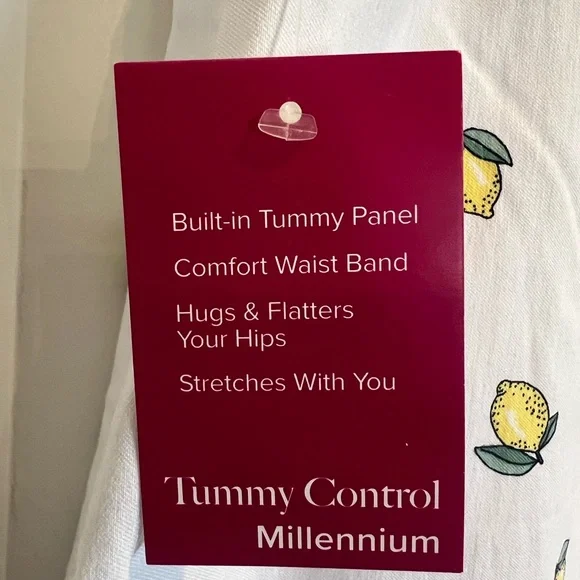 Built-in Tummy Panel
Comfort Waist Band
Hugs & Flatters
Your Hips
Stretches With You
Tummy Control
Millennium